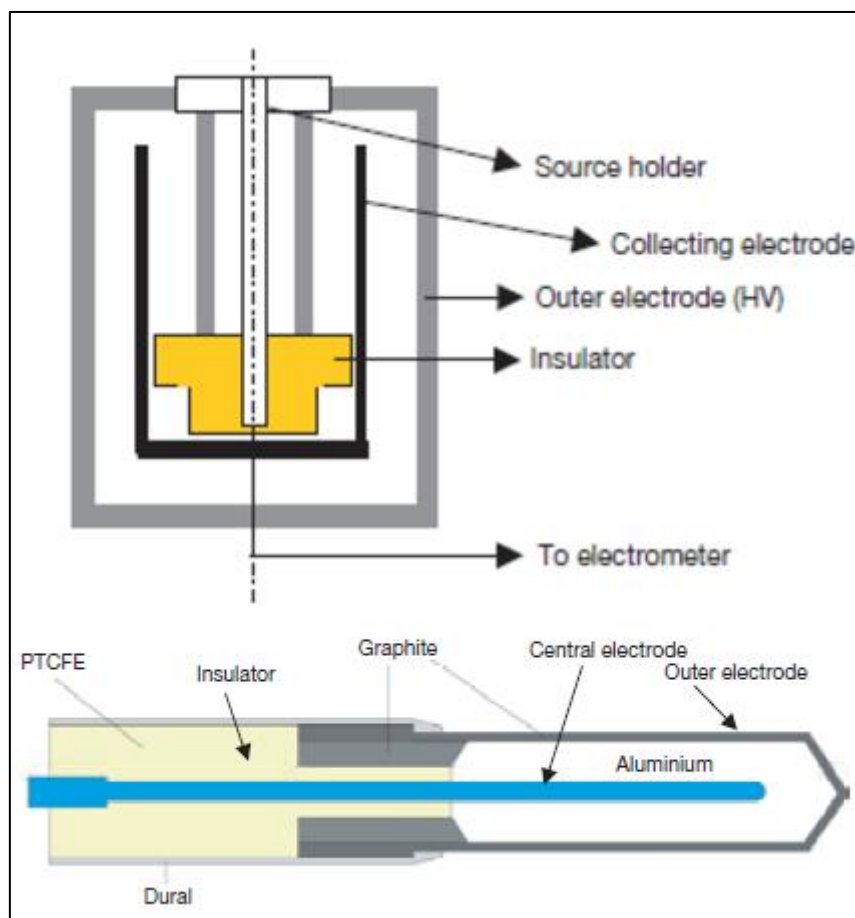 Source holder
Collecting electrode
Outer electrode (HV)
Insulator
To electrometer
PTCFE
Insulator
Graphite
Central electrode
Outer electrode
Aluminium
Dural